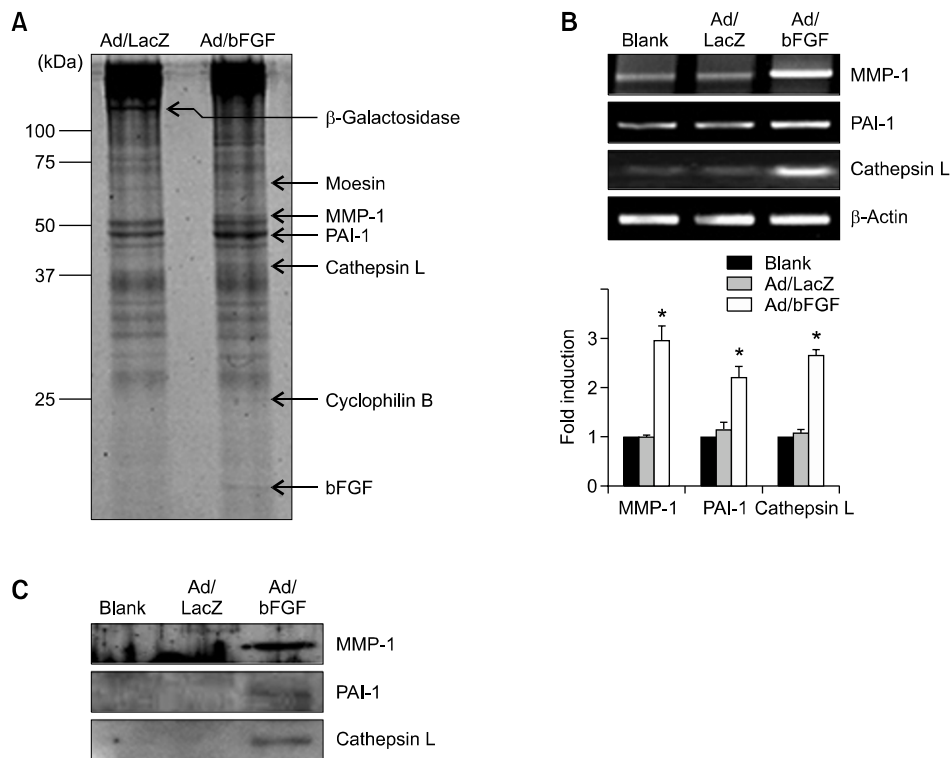 A
Ad/LacZ Ad/bFGF
(kDa)
100
75
50
37
25
β-Galactosidase
Moesin
MMP-1
PAI-1
Cathepsin L
Cyclophilin B
bFGF
B
Blank Ad/LacZ Ad/bFGF
MMP-1
PAI-1
Cathepsin L
β-Actin
Blank
Ad/LacZ
Ad/bFGF
Fold induction
3
2
1
0
* * *
MMP-1 PAI-1 Cathepsin L
C
Blank Ad/LacZ Ad/bFGF
MMP-1
PAI-1
Cathepsin L